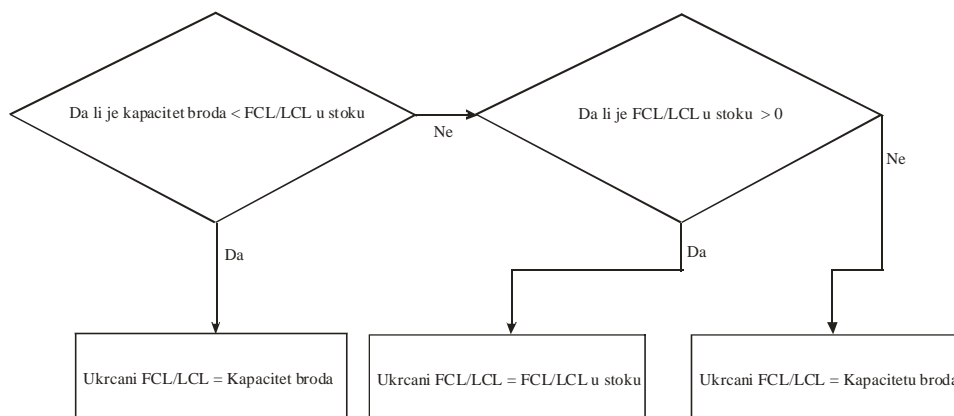 Da li je kapacitet broda < FCL/LCL u stoku
Ne
Da li je FCL/LCL u stoku > 0
Ne
Da
Da
Ukrcani FCL/LCL = Kapacitet broda
Ukrcani FCL/LCL = FCL/LCL u stoku
Ukrcani FCL/LCL = Kapacitetu broda